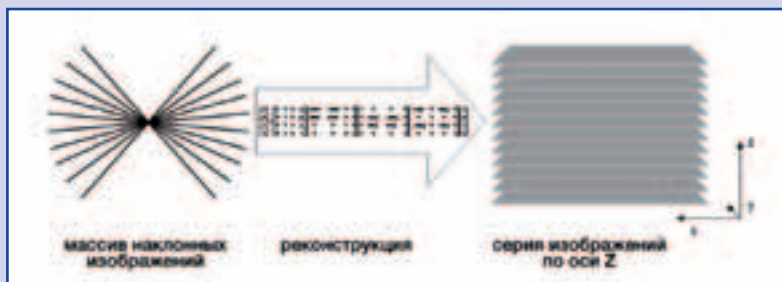 массив наклонных
изображений
реконструкция
серия изображений
по оси Z